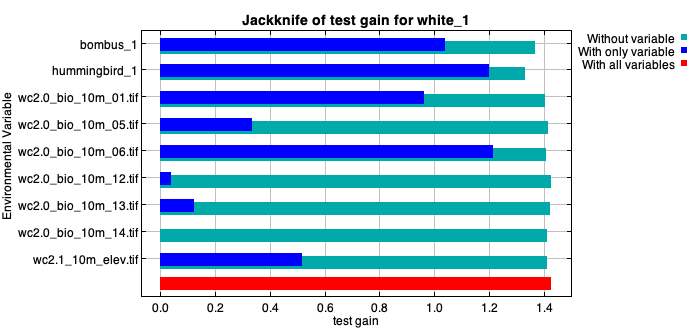 Jackknife of test gain for white_1
Without variable
With only variable
With all variables
Environmental Variable
bombus_1
hummingbird_1
wc2.0_bio_10m_01.tif
wc2.0_bio_10m_05.tif
wc2.0_bio_10m_06.tif
wc2.0_bio_10m_12.tif
wc2.0_bio_10m_13.tif
wc2.0_bio_10m_14.tif
wc2.1_10m_elev.tif
0.0 0.2 0.4 0.6 0.8 1.0 1.2 1.4
test gain